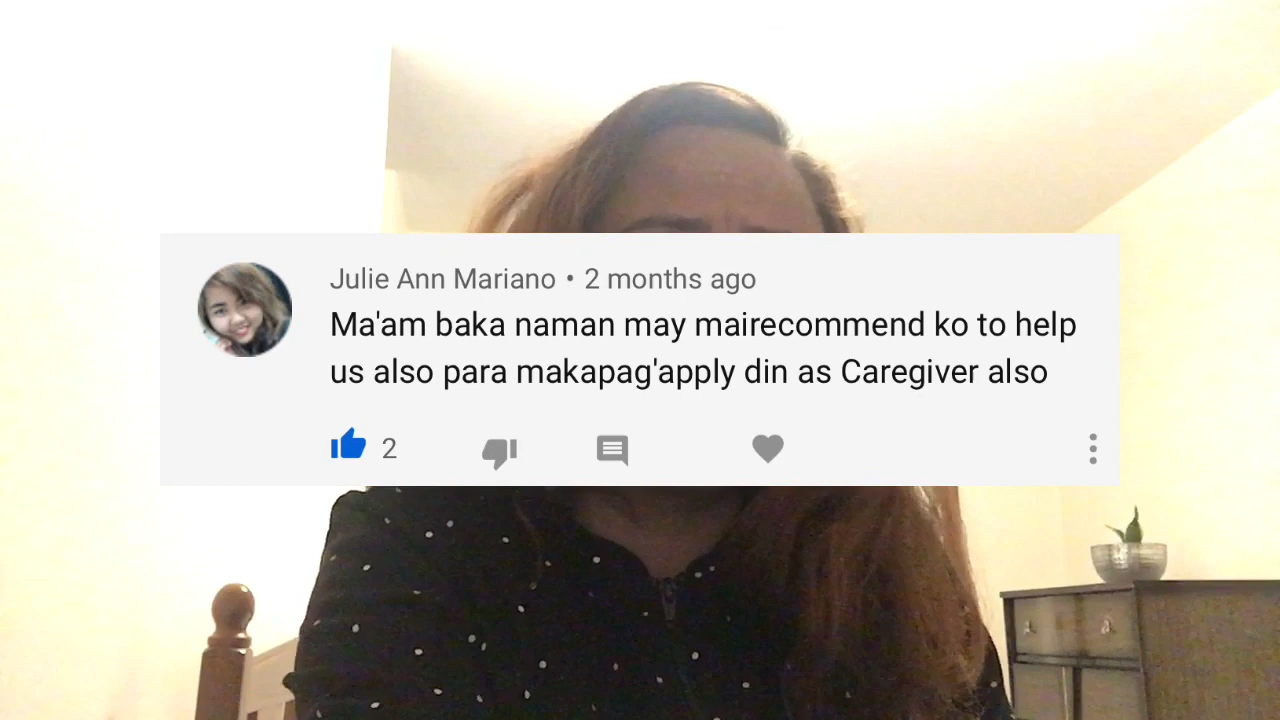 Julie Ann Mariano • 2 months ago
Ma'am baka naman may mairecommend ko to help
us also para makapag'apply din as Caregiver also
2